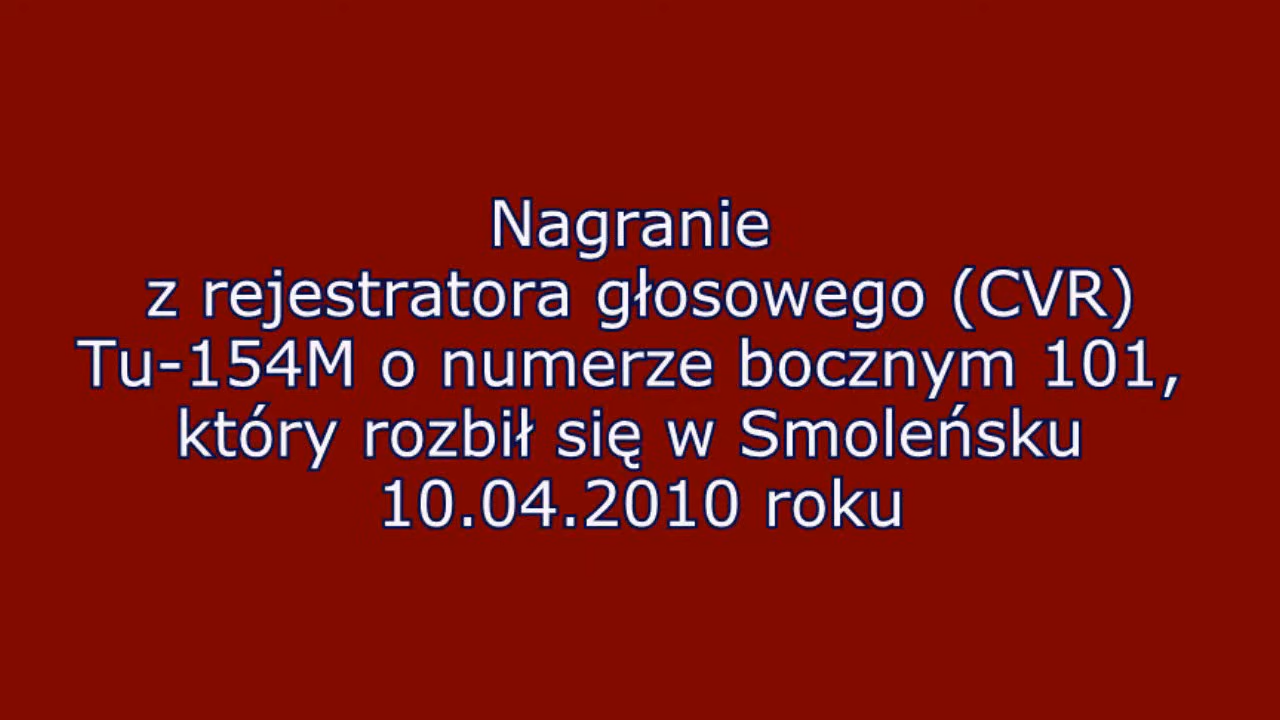 Nagranie
z rejestratora głosowego (CVR)
Tu-154M o numerze bocznym 101,
który rozbił się w Smoleńsku
10.04.2010 roku